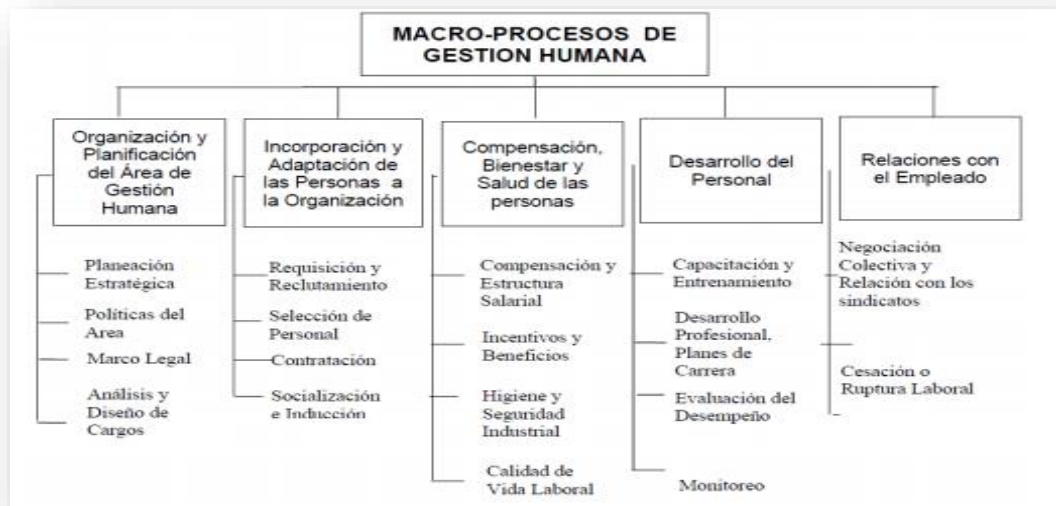 MACRO-PROCESOS DE
GESTION HUMANA
Organización y
Planificación
del Área de
Gestión
Humana
Planeación
Estratégica
Políticas del
Area
Marco Legal
Análisis y
Diseño de
Cargos
Incorporación y
Adaptación de
las Personas a
la Organización
Requisición y
Reclutamiento
Selección de
Personal
Contratación
Socialización
e Inducción
Compensación,
Bienestar y
Salud de las
personas
Compensación y
Estructura
Salarial
Incentivos y
Beneficios
Higiene y
Seguridad
Industrial
Calidad de
Vida Laboral
Desarrollo del
Personal
Capacitación y
Entrenamiento
Desarrollo
Profesional,
Planes de
Carrera
Evaluación del
Desempeño
Monitoreo
Relaciones con
el Empleado
Negociación
Colectiva y
Relación con los
sindicatos
Cesación o
Ruptura Laboral